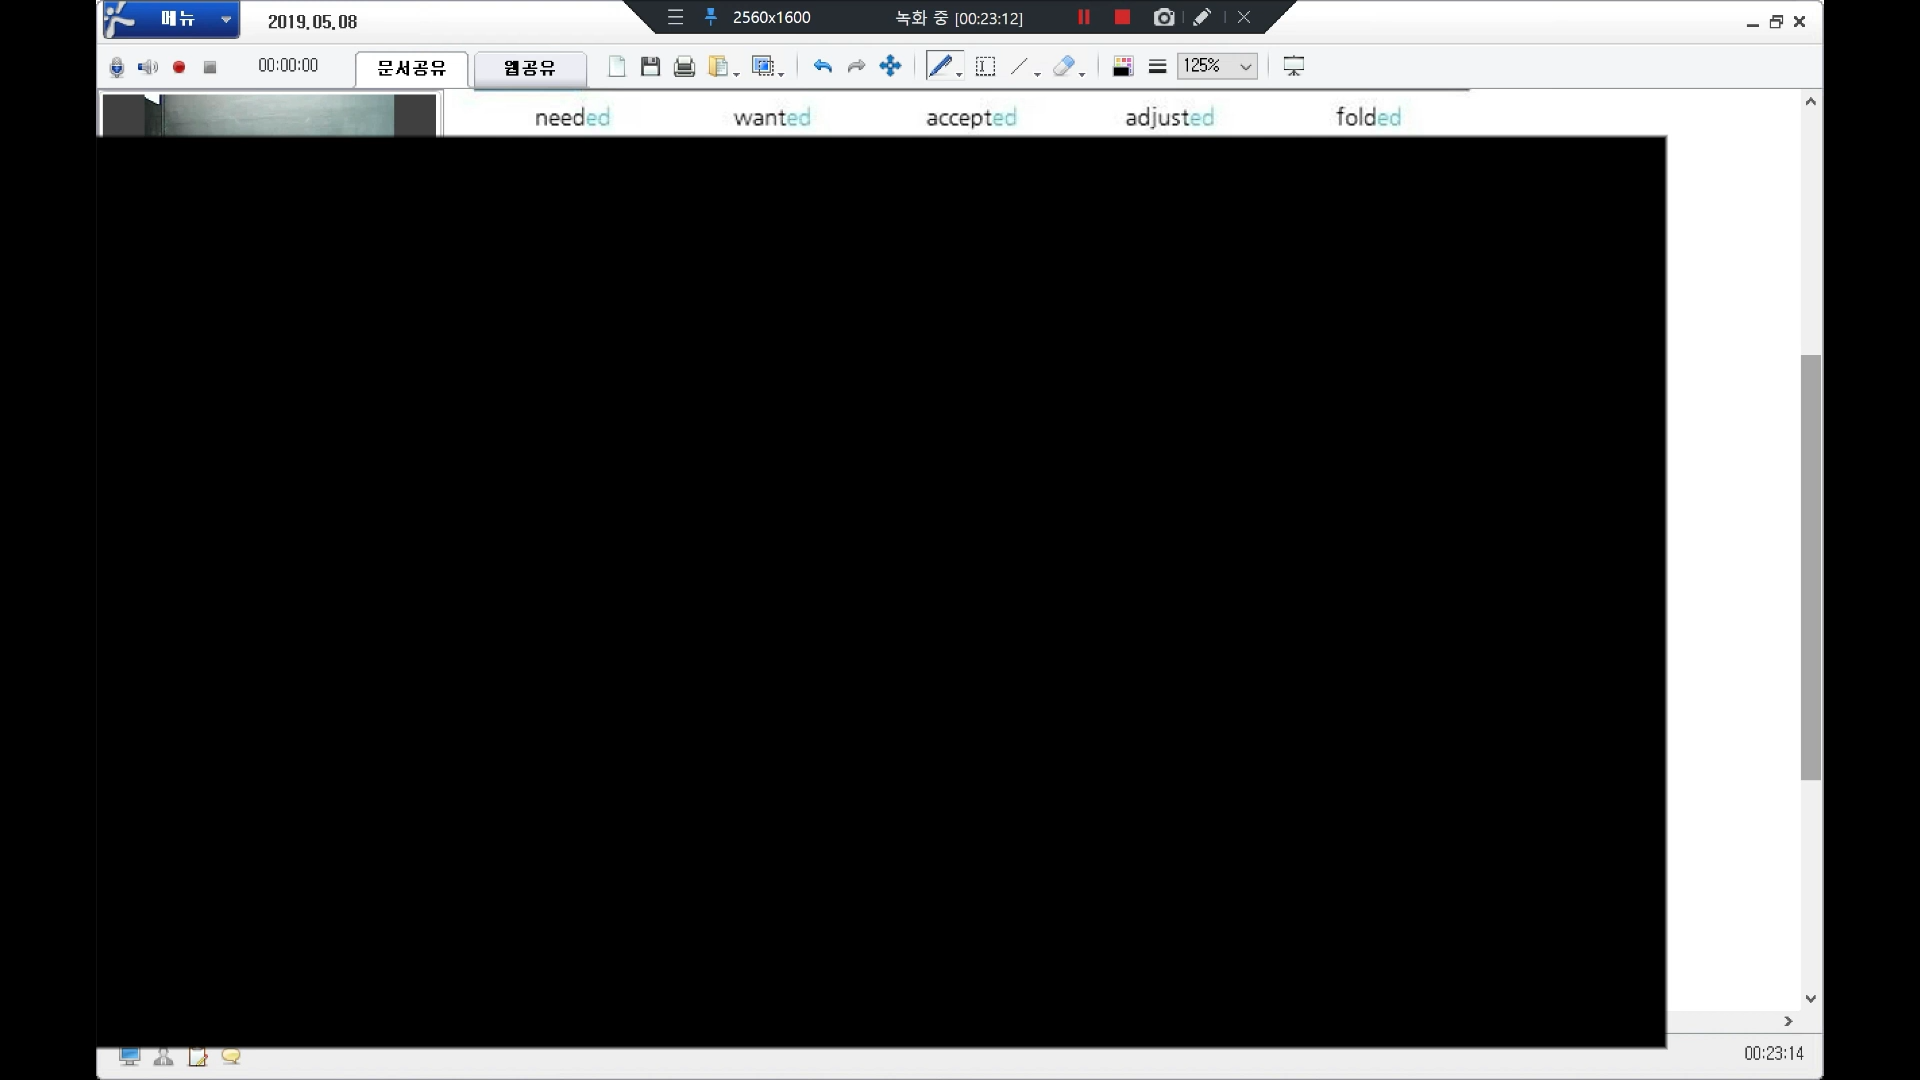 메뉴 2019.05.08 2560x1600 녹화 중 [00:23:12]
00:00:00 문서공유 웹공유 125%
needed wanted accepted adjusted folded
00:23:14